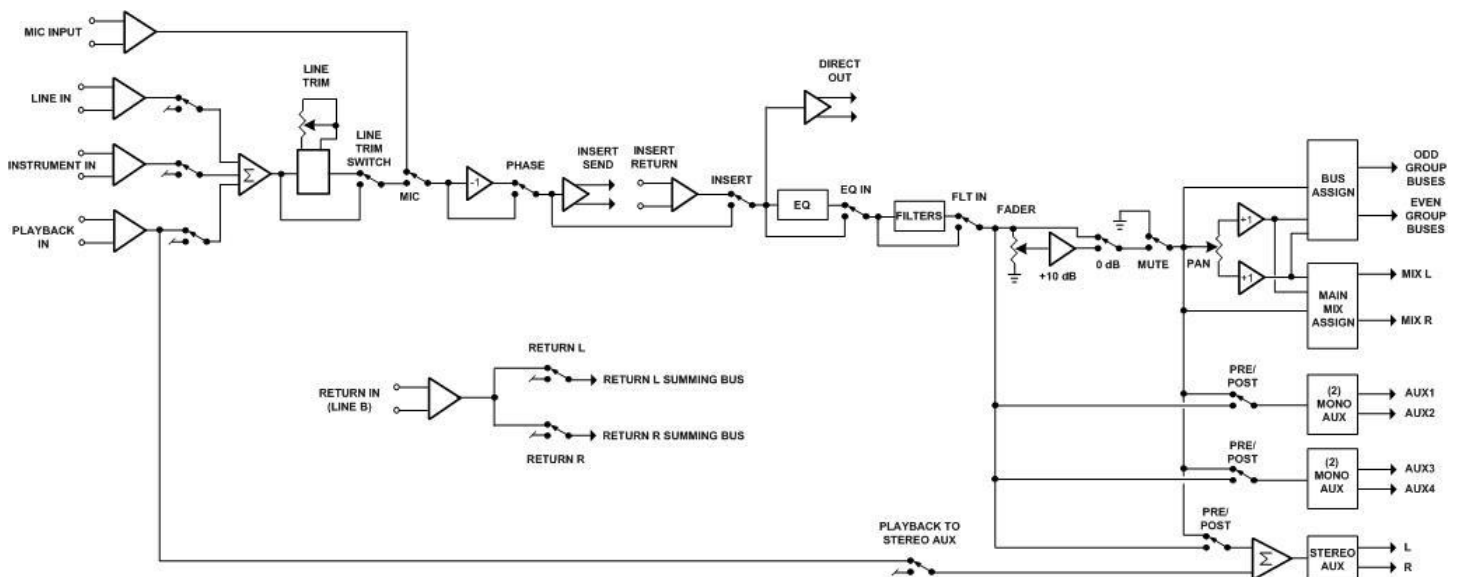 MIC INPUT
LINE IN
INSTRUMENT IN
PLAYBACK
IN
LINE
TRIM
Σ
LINE
TRIM
SWITCH
MIC
-1
PHASE
INSERT
SEND
INSERT
RETURN
INSERT
DIRECT
OUT
EQ
EQ IN
FILTERS
FLT IN
FADER
+10 dB
0 dB
MUTE
PAN
+1
+1
BUS
ASSIGN
ODD
GROUP
BUSES
EVEN
GROUP
BUSES
MAIN
MIX
ASSIGN
MIX L
MIX R
RETURN IN
(LINE B)
RETURN L
RETURN L SUMMING BUS
RETURN R SUMMING BUS
RETURN R
PRE/
POST
(2)
MONO
AUX
AUX1
AUX2
PRE/
POST
(2)
MONO
AUX
AUX3
AUX4
PLAYBACK TO
STEREO AUX
PRE/
POST
Σ
STEREO
AUX
L
R